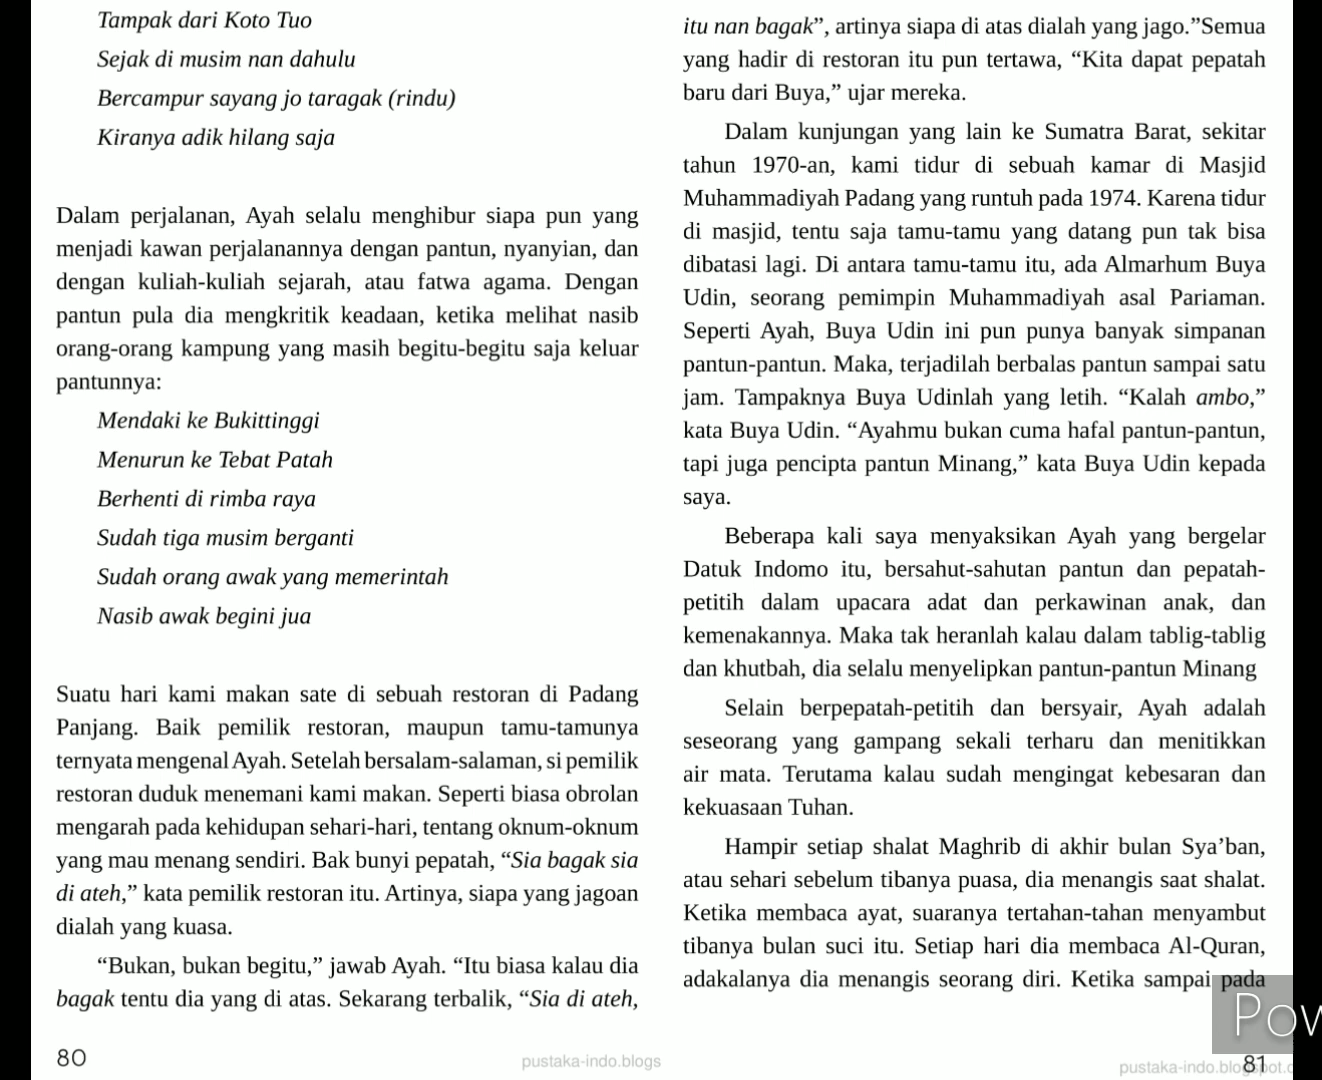 Tampak dari Koto Tuo
Sejak di musim nan dahulu
Bercampur sayang jo taragak (rindu)
Kiranya adik hilang saja
Dalam perjalanan, Ayah selalu menghibur siapa pun yang
menjadi kawan perjalanannya dengan pantun, nyanyian, dan
dengan kuliah-kuliah sejarah, atau fatwa agama. Dengan
pantun pula dia mengkritik keadaan, ketika melihat nasib
orang-orang kampung yang masih begitu-begitu saja keluar
pantunnya:
Mendaki ke Bukittinggi
Menurun ke Tebat Patah
Berhenti di rimba raya
Sudah tiga musim berganti
Sudah orang awak yang memerintah
Nasib awak begini jua
Suatu hari kami makan sate di sebuah restoran di Padang
Panjang. Baik pemilik restoran, maupun tamu-tamunya
ternyata mengenal Ayah. Setelah bersalam-salaman, si pemilik
restoran duduk menemani kami makan. Seperti biasa obrolan
mengarah pada kehidupan sehari-hari, tentang oknum-oknum
yang mau menang sendiri. Bak bunyi pepatah, “Sia bagak sia
di ateh,” kata pemilik restoran itu. Artinya, siapa yang jagoan
dialah yang kuasa.
“Bukan, bukan begitu,” jawab Ayah. “Itu biasa kalau dia
bagak tentu dia yang di atas. Sekarang terbalik, “Sia di ateh,
80
pustaka-indo.blogs
itu nan bagak”, artinya siapa di atas dialah yang jago.”Semua
yang hadir di restoran itu pun tertawa, “Kita dapat pepatah
baru dari Buya,” ujar mereka.
Dalam kunjungan yang lain ke Sumatra Barat, sekitar
tahun 1970-an, kami tidur di sebuah kamar di Masjid
Muhammadiyah Padang yang runtuh pada 1974. Karena tidur
di masjid, tentu saja tamu-tamu yang datang pun tak bisa
dibatasi lagi. Di antara tamu-tamu itu, ada Almarhum Buya
Udin, seorang pemimpin Muhammadiyah asal Pariaman.
Seperti Ayah, Buya Udin ini pun punya banyak simpanan
pantun-pantun. Maka, terjadilah berbalas pantun sampai satu
jam. Tampaknya Buya Udinlah yang letih. “Kalah ambo,”
kata Buya Udin. “Ayahmu bukan cuma hafal pantun-pantun,
tapi juga pencipta pantun Minang,” kata Buya Udin kepada
saya.
Beberapa kali saya menyaksikan Ayah yang bergelar
Datuk Indomo itu, bersahut-sahutan pantun dan pepatah-
petitih dalam upacara adat dan perkawinan anak, dan
kemenakannya. Maka tak heranlah kalau dalam tablig-tablig
dan khutbah, dia selalu menyelipkan pantun-pantun Minang
Selain berpepatah-petitih dan bersyair, Ayah adalah
seseorang yang gampang sekali terharu dan menitikkan
air mata. Terutama kalau sudah mengingat kebesaran dan
kekuasaan Tuhan.
Hampir setiap shalat Maghrib di akhir bulan Sya’ban,
atau sehari sebelum tibanya puasa, dia menangis saat shalat.
Ketika membaca ayat, suaranya tertahan-tahan menyambut
tibanya bulan suci itu. Setiap hari dia membaca Al-Quran,
adakalanya dia menangis seorang diri. Ketika sampai pada
Pow
81